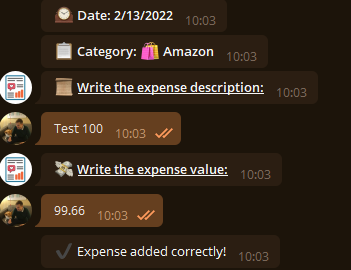 Date: 2/13/2022 10:03
Category: Amazon 10:03
Write the expense description: 10:03
Test 100 10:03
Write the expense value: 10:03
99.66 10:03
Expense added correctly! 10:03